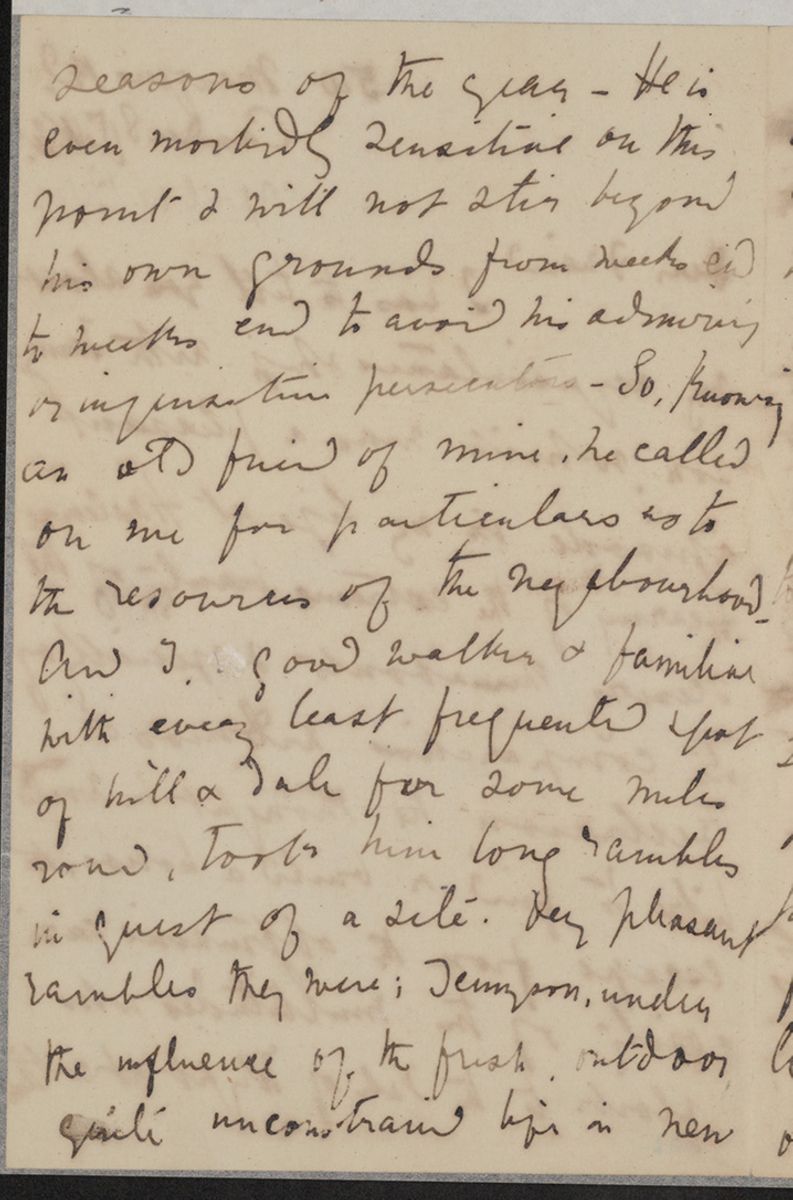 seasons of the year - He is
even morbidly sensitive on this
point & will not stir beyond
his own grounds from weeks end
to weeks end to avoid his admiring
or inquisitive persecutors - So, knowing
an old friend of mine, he called
on me for particulars as to
the resources of the neighbourhood -
And I, good walker & familiar
with every least frequented spot
of hill & dale for some miles
round, took him long rambles
in quest of a site. Very pleasant
rambles they were; Tennyson, under
the influence of the fresh, outdoor
quite unconstrained life in new